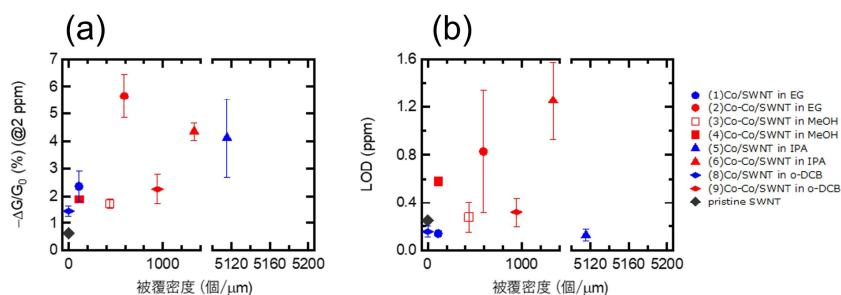 (a)
−ΔG/G₀ (%) (@2 ppm)
7
6
5
4
3
2
1
0
0 1000 5120 5160 5200
被覆密度 (個/μm)
(b)
LOD (ppm)
1.6
1.2
0.8
0.4
0.0
0 1000 5120 5160 5200
被覆密度 (個/μm)
(1)Co/SWNT in EG
(2)Co-Co/SWNT in EG
(3)Co-Co/SWNT in MeOH
(4)Co-Co/SWNT in MeOH
(5)Co/SWNT in IPA
(6)Co-Co/SWNT in IPA
(8)Co/SWNT in o-DCB
(9)Co-Co/SWNT in o-DCB
pristine SWNT